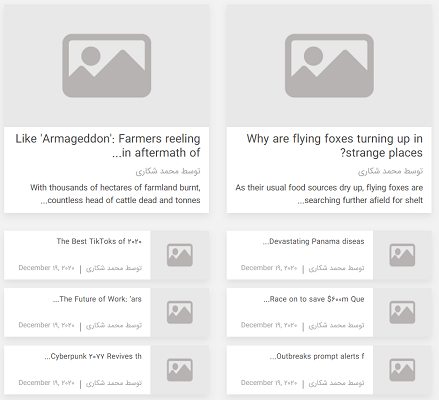 Why are flying foxes turning up in
?strange places
توسط محمد شکاری
As their usual food sources dry up, flying foxes are
...searching further afield for shelt
Like 'Armageddon': Farmers reeling
...in aftermath of
توسط محمد شکاری
With thousands of hectares of farmland burnt,
...countless head of cattle dead and tonnes
...Devastating Panama diseas
توسط محمد شکاری | December ۱۹, ۲۰۲۰
The Best TikToks of ۲۰۲۰
توسط محمد شکاری | December ۱۹, ۲۰۲۰
...Race on to save $۶۰۰m Que
توسط محمد شکاری | December ۱۹, ۲۰۲۰
...The Future of Work: 'ars
توسط محمد شکاری | December ۱۹, ۲۰۲۰
...Outbreaks prompt alerts f
توسط محمد شکاری | December ۱۹, ۲۰۲۰
...Cyberpunk ۲۰۷۷ Revives th
توسط محمد شکاری | December ۱۹, ۲۰۲۰